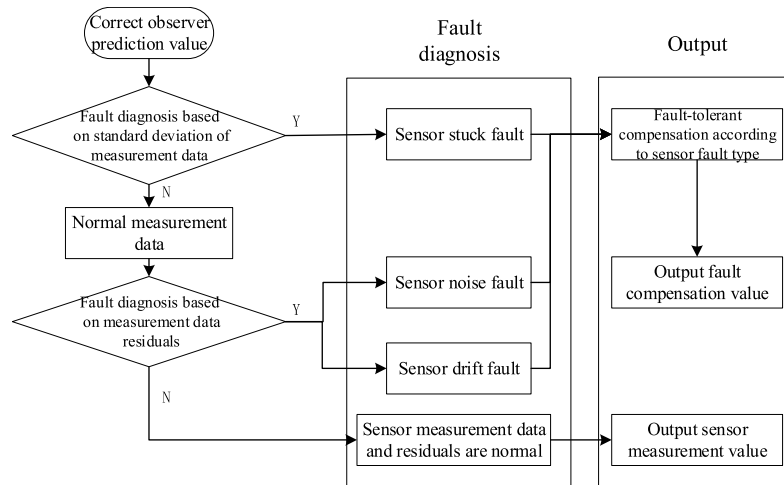 Correct observer
prediction value
Fault
diagnosis
Output
Fault diagnosis based
on standard deviation of
measurement data
Y
Sensor stuck fault
Fault-tolerant
compensation according
to sensor fault type
N
Normal measurement
data
Fault diagnosis based
on measurement data
residuals
Y
Sensor noise fault
Output fault
compensation value
Sensor drift fault
N
Sensor measurement data
and residuals are normal
Output sensor
measurement value